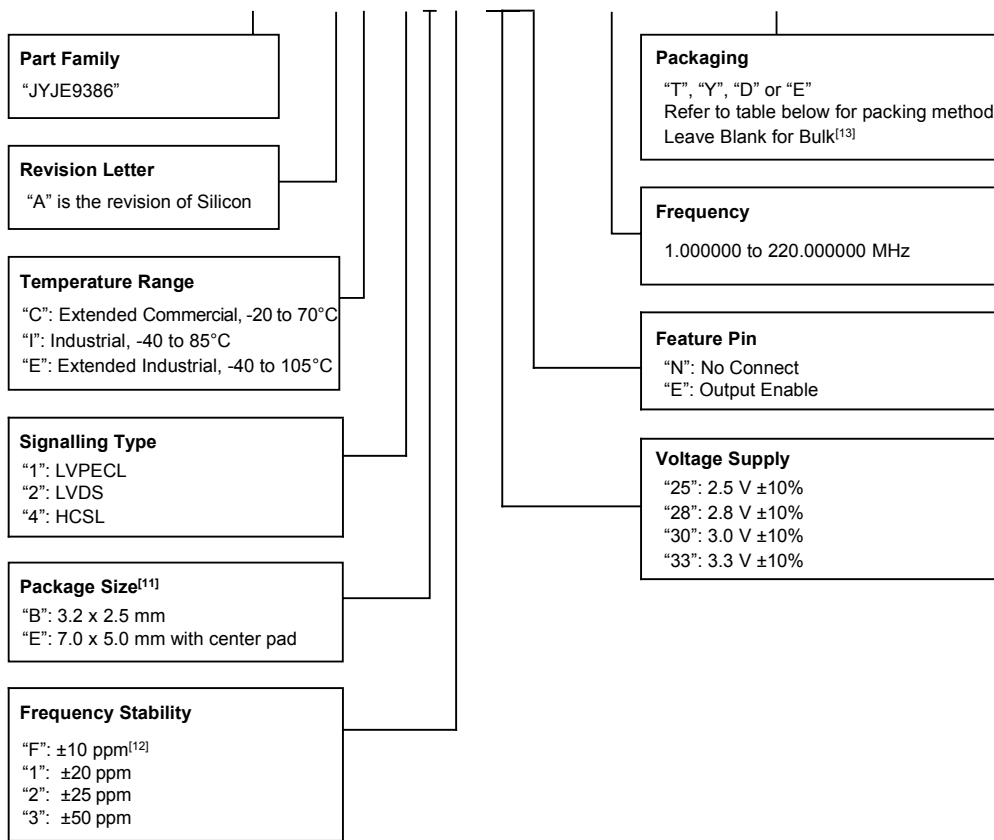 Part Family
“JYJE9386”
Revision Letter
“A” is the revision of Silicon
Temperature Range
“C”: Extended Commercial, -20 to 70°C
“I”: Industrial, -40 to 85°C
“E”: Extended Industrial, -40 to 105°C
Signalling Type
“1”: LVPECL
“2”: LVDS
“4”: HCSL
Package Size[11]
“B”: 3.2 x 2.5 mm
“E”: 7.0 x 5.0 mm with center pad
Frequency Stability
“F”: ±10 ppm[12]
“1”: ±20 ppm
“2”: ±25 ppm
“3”: ±50 ppm
Packaging
“T”, “Y”, “D” or “E”
Refer to table below for packing method
Leave Blank for Bulk[13]
Frequency
1.000000 to 220.000000 MHz
Feature Pin
“N”: No Connect
“E”: Output Enable
Voltage Supply
“25”: 2.5 V ±10%
“28”: 2.8 V ±10%
“30”: 3.0 V ±10%
“33”: 3.3 V ±10%